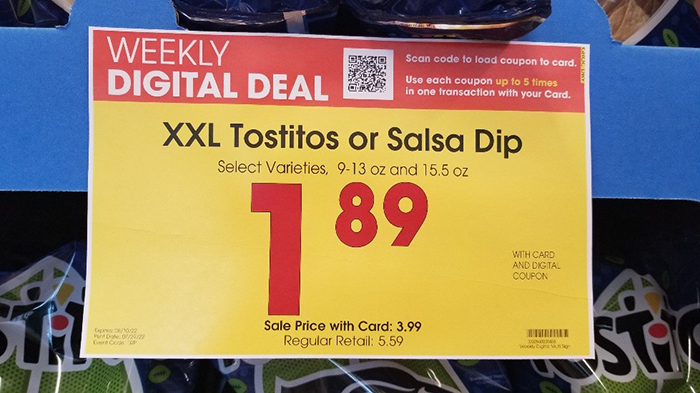 WEEKLY
DIGITAL DEAL
Scan code to load coupon to card.
Use each coupon up to 5 times
in one transaction with your Card.
XXL Tostitos or Salsa Dip
Select Varieties, 9-13 oz and 15.5 oz
1 89
WITH CARD
AND DIGITAL
COUPON
Sale Price with Card: 3.99
Regular Retail: 5.59